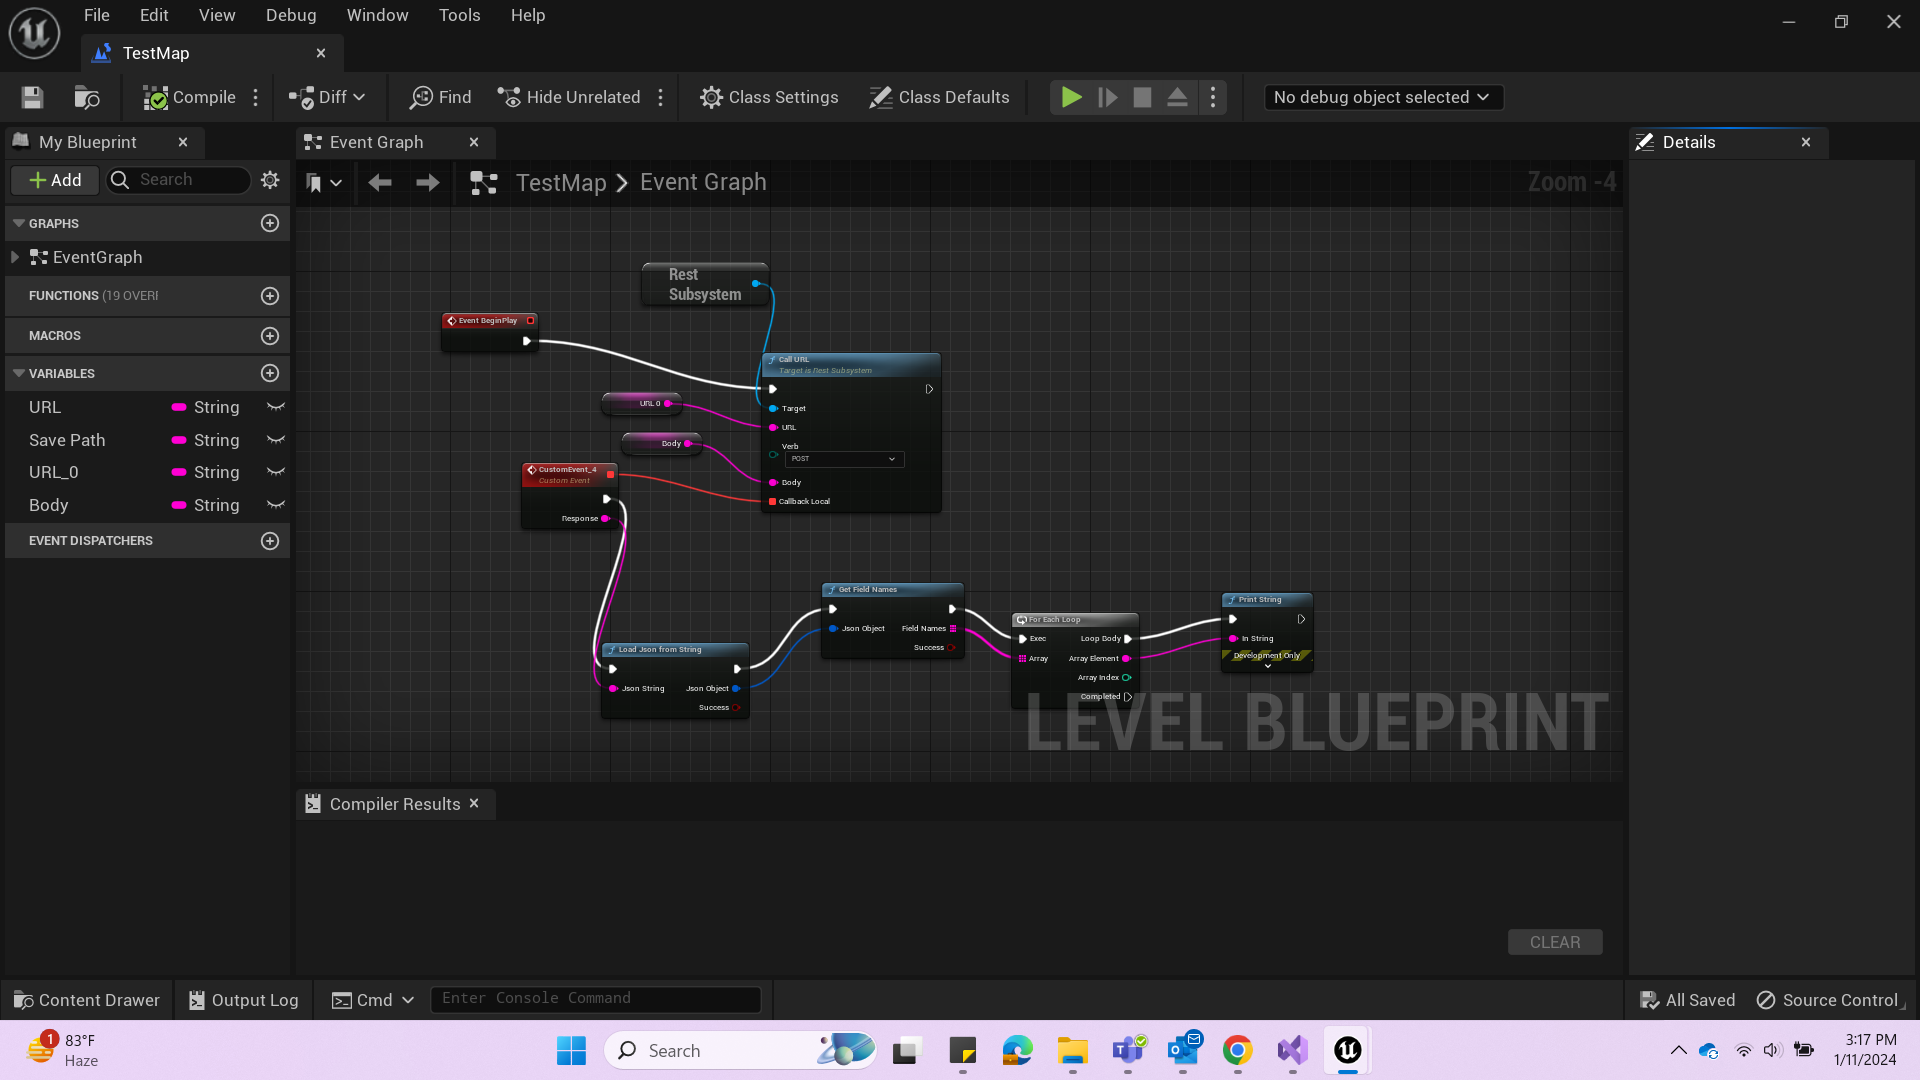 File Edit View Debug Window Tools Help
TestMap
Compile Diff Find Hide Unrelated Class Settings Class Defaults No debug object selected
My Blueprint
Event Graph
Details
Add Search
TestMap Event Graph
Zoom -4
GRAPHS
EventGraph
FUNCTIONS (19 OVERI
MACROS
VARIABLES
URL String
Save Path String
URL_0 String
Body String
EVENT DISPATCHERS
Rest
Subsystem
Event BeginPlay
Call URL
Target is Rest Subsystem
Target
URL
Verb
POST
Body
Callback Local
URL 0
Body
CustomEvent_4
Custom Event
Response
Load Json from String
Json String Json Object
Success
Get Field Names
Json Object Field Names
Success
For Each Loop
Exec Loop Body
Array Array Element
Array Index
Completed
Print String
In String
Development Only
LEVEL BLUEPRINT
Compiler Results
CLEAR
Content Drawer Output Log Cmd Enter Console Command All Saved Source Control
1
83°F
Haze
Search
3:17 PM
1/11/2024